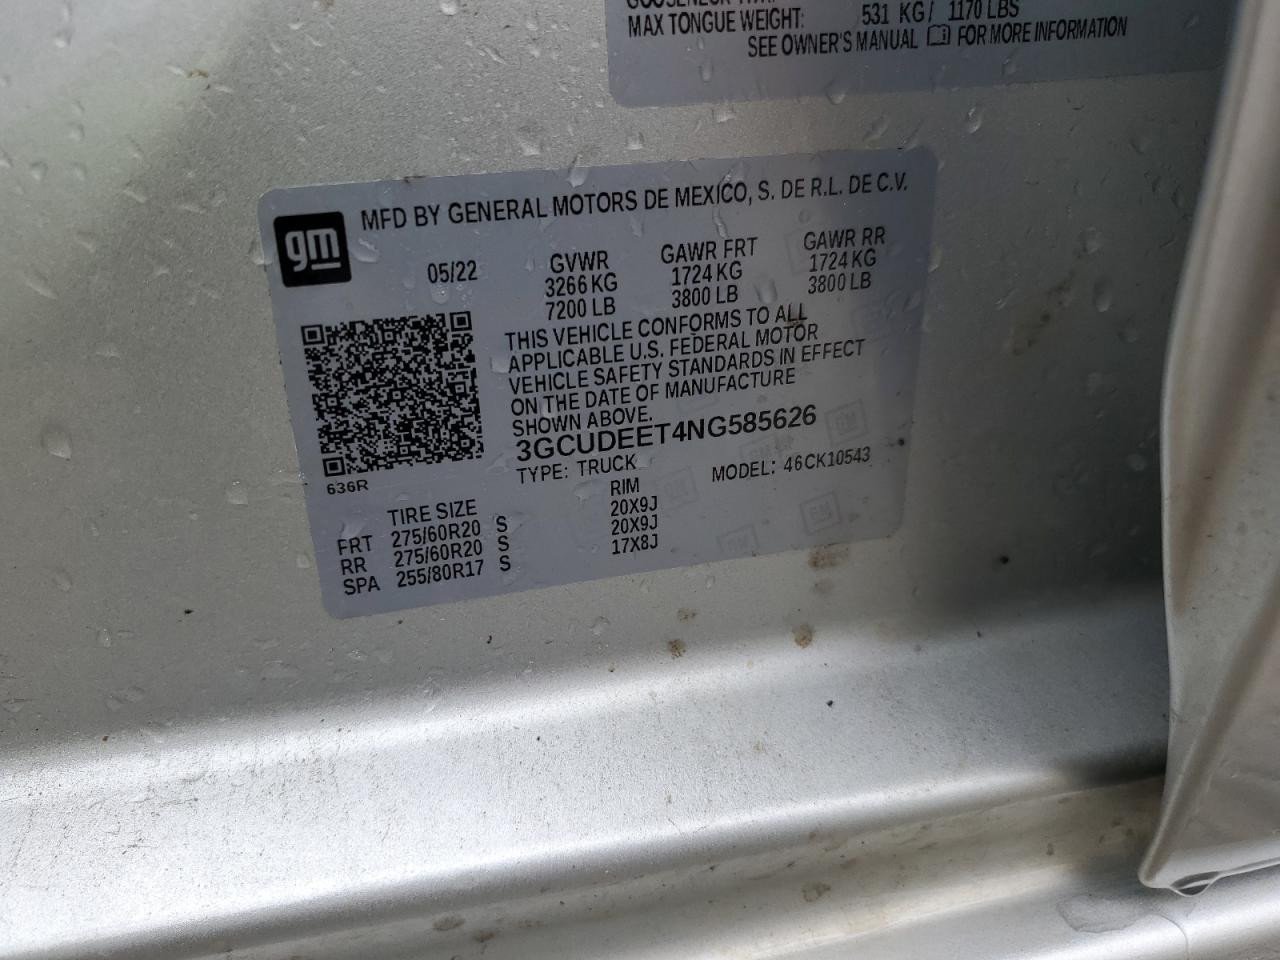 MAX TONGUE WEIGHT: 531 KG/ 1170 LBS
SEE OWNER'S MANUAL FOR MORE INFORMATION
gm
MFD BY GENERAL MOTORS DE MEXICO, S. DE R.L. DE C.V.
05/22
GVWR GAWR FRT GAWR RR
3266 KG 1724 KG 1724 KG
7200 LB 3800 LB 3800 LB
THIS VEHICLE CONFORMS TO ALL
APPLICABLE U.S. FEDERAL MOTOR
VEHICLE SAFETY STANDARDS IN EFFECT
ON THE DATE OF MANUFACTURE
SHOWN ABOVE.
3GCUDEET4NG585626
TYPE: TRUCK MODEL: 46CK10543
636R
TIRE SIZE RIM
FRT 275/60R20 S 20X9J
RR 275/60R20 S 20X9J
SPA 255/80R17 S 17X8J